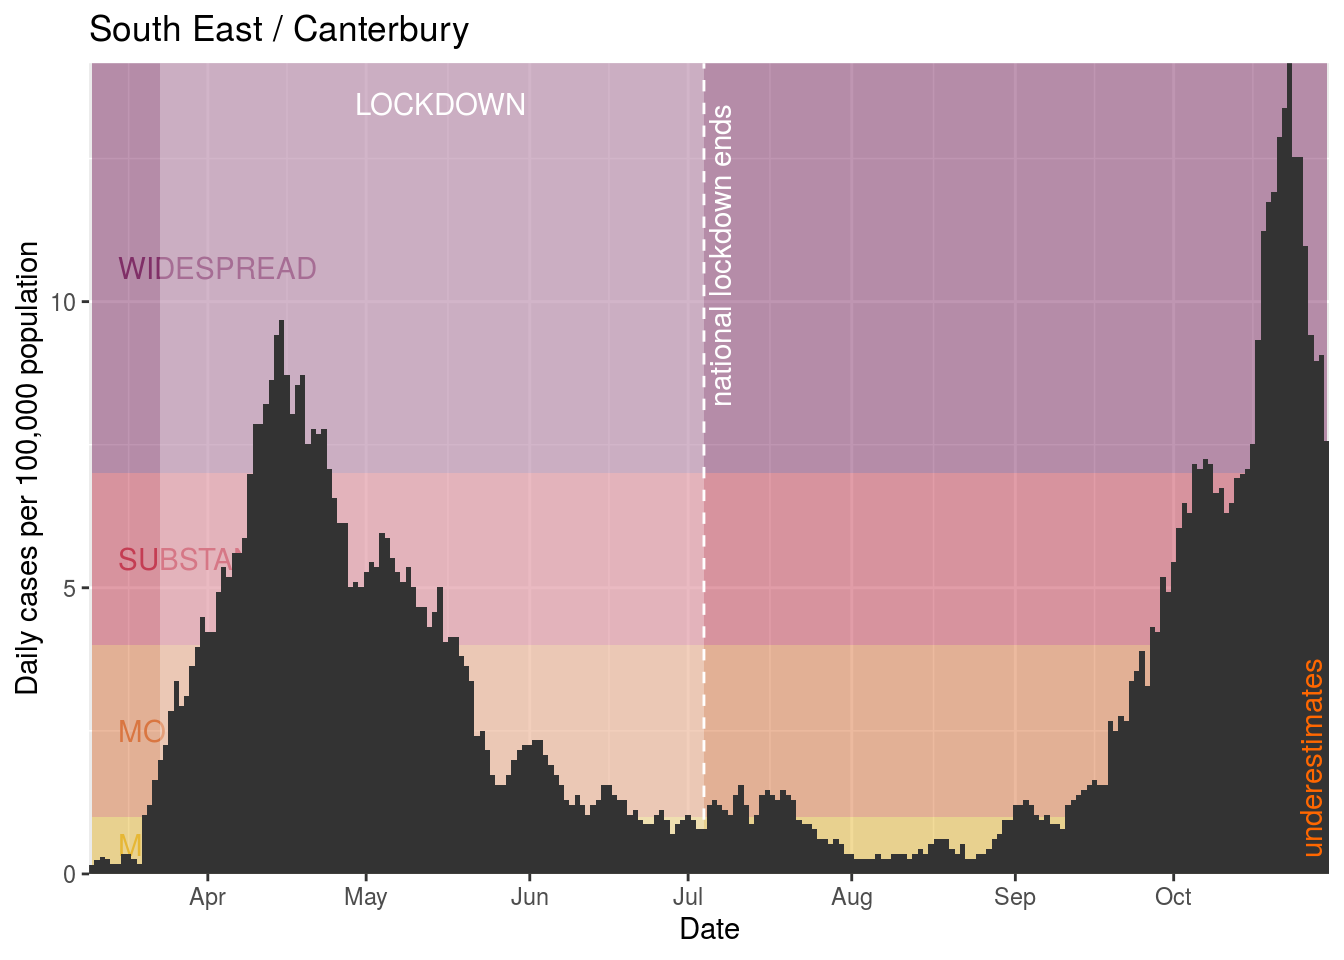 South East / Canterbury
Daily cases per 100,000 population
LOCKDOWN
national lockdown ends
WIDESPREAD
10
SUBSTAN
5
MO
M
0
underestimates
Apr May Jun Jul Aug Sep Oct
Date